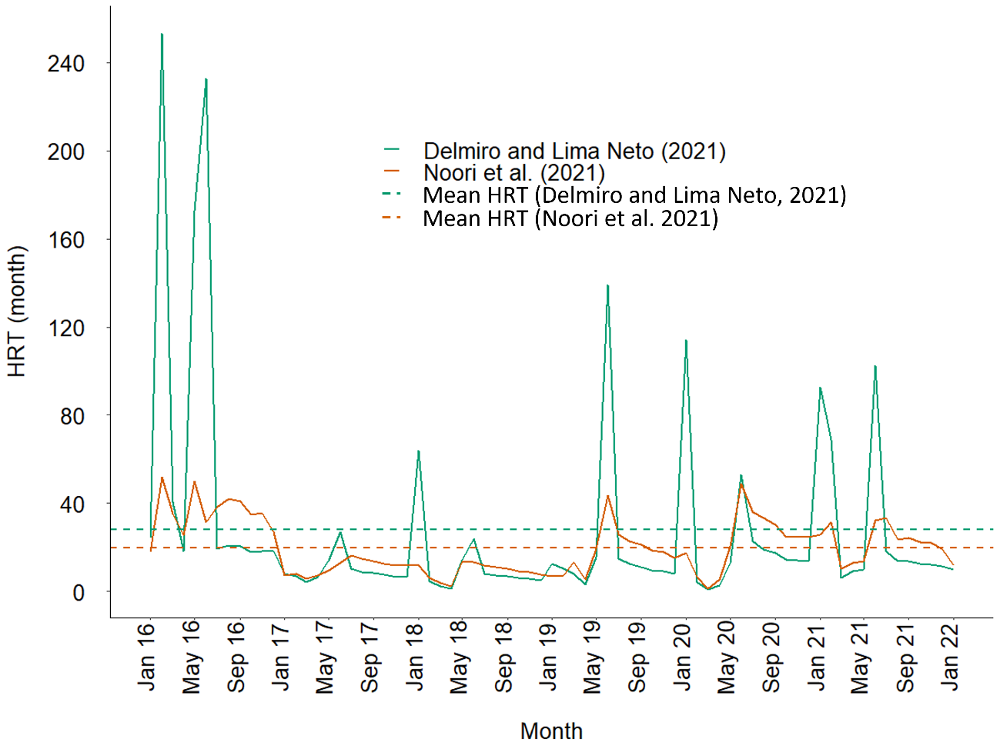 240
200
160
120
80
40
0
HRT (month)
Delmiro and Lima Neto (2021)
Noori et al. (2021)
Mean HRT (Delmiro and Lima Neto, 2021)
Mean HRT (Noori et al. 2021)
Jan 16
May 16
Sep 16
Jan 17
May 17
Sep 17
Jan 18
May 18
Sep 18
Jan 19
May 19
Sep 19
Jan 20
May 20
Sep 20
Jan 21
May 21
Sep 21
Jan 22
Month